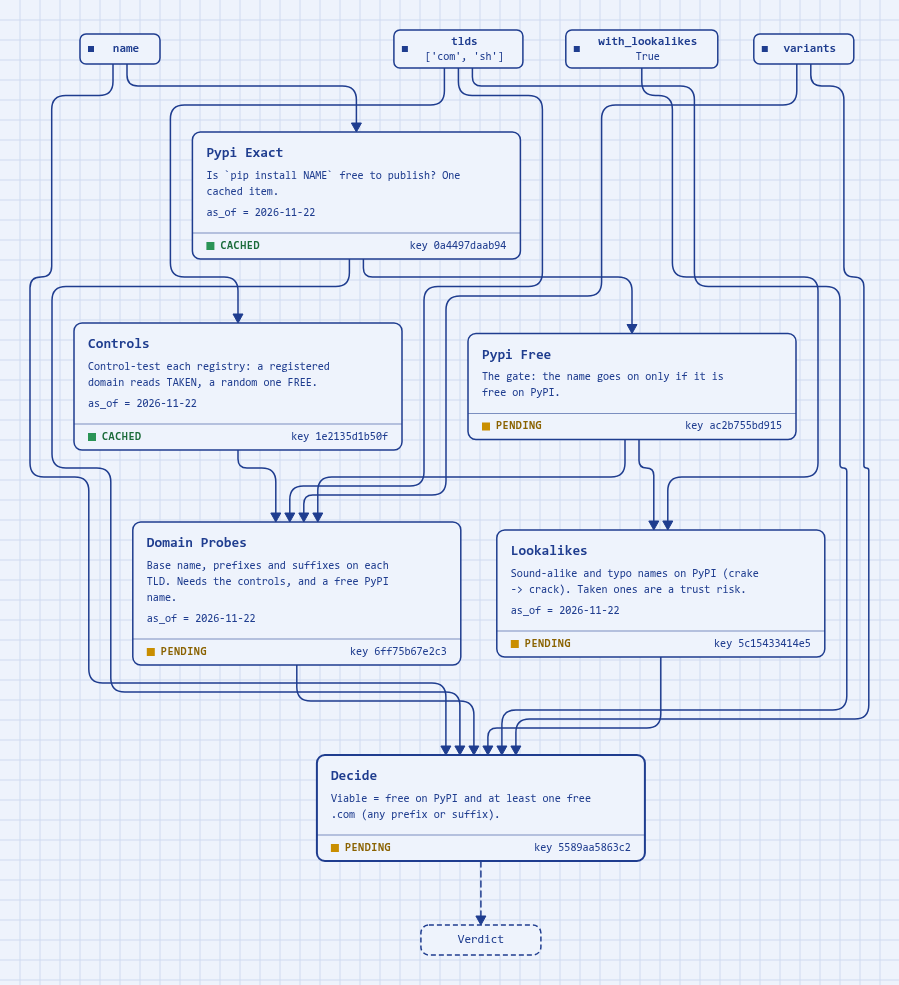 name
tlds
['com', 'sh']
with_lookalikes
True
variants
Pypi Exact
Is `pip install NAME` free to publish? One
cached item.
as_of = 2026-11-22
CACHED
key 0a4497daab94
Controls
Control-test each registry: a registered
domain reads TAKEN, a random one FREE.
as_of = 2026-11-22
CACHED
key 1e2135d1b50f
Pypi Free
The gate: the name goes on only if it is
free on PyPI.
PENDING
key ac2b755bd915
Domain Probes
Base name, prefixes and suffixes on each
TLD. Needs the controls, and a free PyPI
name.
as_of = 2026-11-22
PENDING
key 6ff75b67e2c3
Lookalikes
Sound-alike and typo names on PyPI (crake
-> crack). Taken ones are a trust risk.
as_of = 2026-11-22
PENDING
key 5c15433414e5
Decide
Viable = free on PyPI and at least one free
.com (any prefix or suffix).
PENDING
key 5589aa5863c2
Verdict